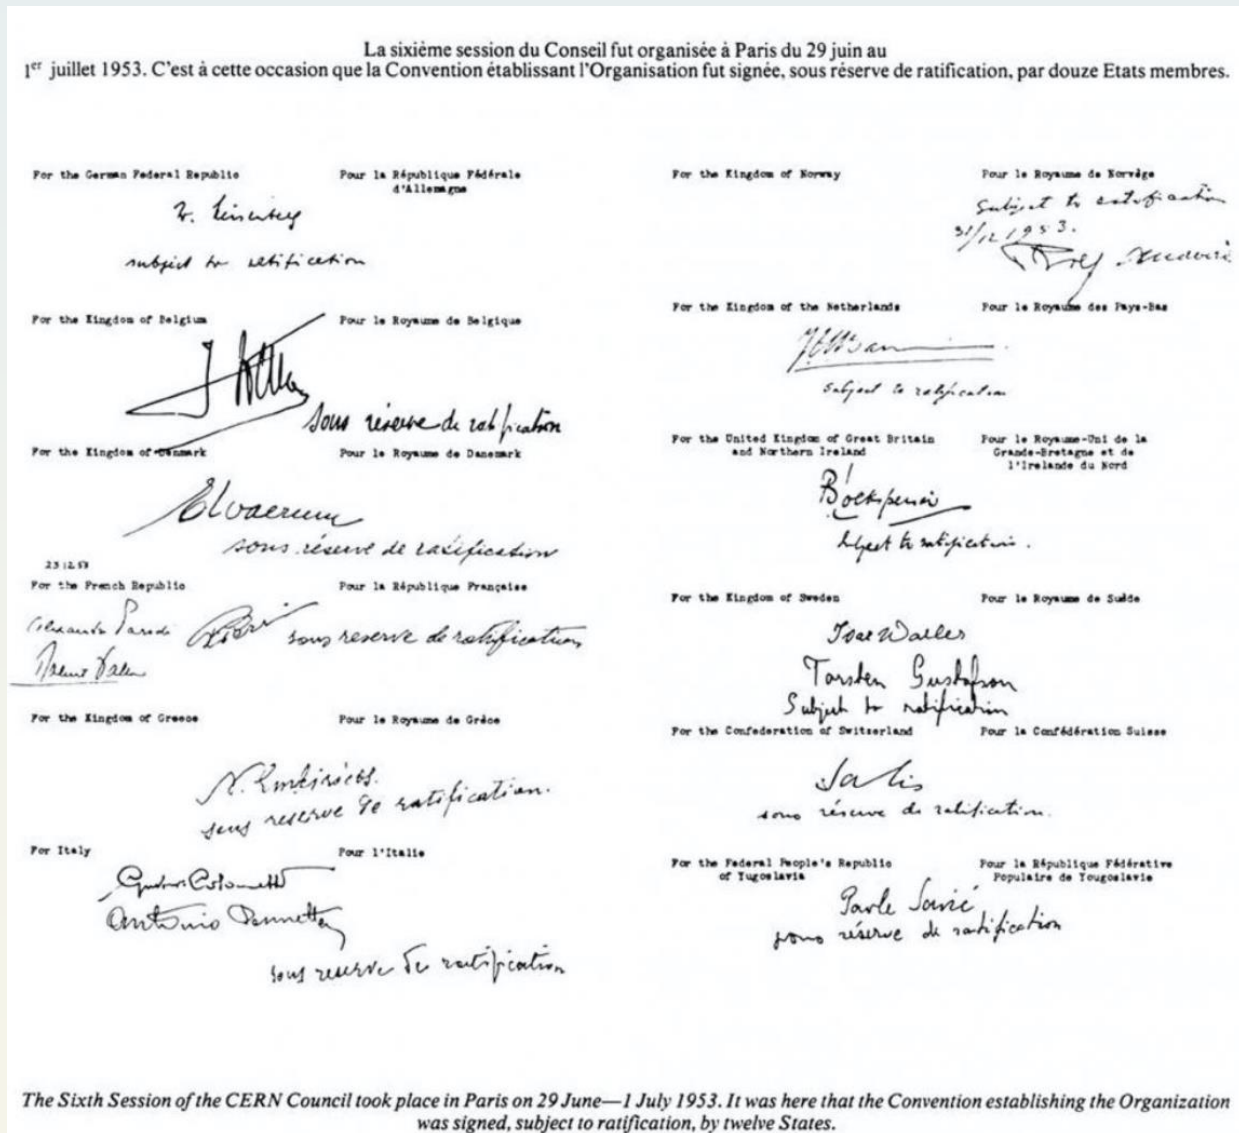 La sixième session du Conseil fut organisée à Paris du 29 juin au
1er juillet 1953. C'est à cette occasion que la Convention établissant l'Organisation fut signée, sous réserve de ratification, par douze Etats membres.
For the German Federal Republic
Pour la République Fédérale
d'Allemagne
subject to ratification
For the Kingdom of Belgium
Pour le Royaume de Belgique
sous réserve de ratification
For the Kingdom of Denmark
Pour le Royaume de Danemark
sous réserve de ratification
23 12 53
For the French Republic
Pour la République Française
Alexandre Parodi
sous reserve de ratification
For the Kingdom of Greece
Pour le Royaume de Grèce
sous reserve de ratification.
For Italy
Pour l'Italie
Antonio
sous reserve de ratification
For the Kingdom of Norway
Pour le Royaume de Norvège
Subject to ratification
31/12 1953.
For the Kingdom of the Netherlands
Pour le Royaume des Pays-Bas
subject to ratification
For the United Kingdom of Great Britain
and Northern Ireland
Pour le Royaume-Uni de la
Grande-Bretagne et de
l'Irelande du Nord
subject to ratification.
For the Kingdom of Sweden
Pour le Royaume de Suède
Ivar Waller
Torsten Gustafson
Subject to ratification
For the Confederation of Switzerland
Pour la Confédération Suisse
Salis
sous réserve de ratification.
For the Federal People's Republic
of Yugoslavia
Pour la République Fédérative
Populaire de Yougoslavie
Pavle Savić
sous réserve de ratification
The Sixth Session of the CERN Council took place in Paris on 29 June—1 July 1953. It was here that the Convention establishing the Organization
was signed, subject to ratification, by twelve States.